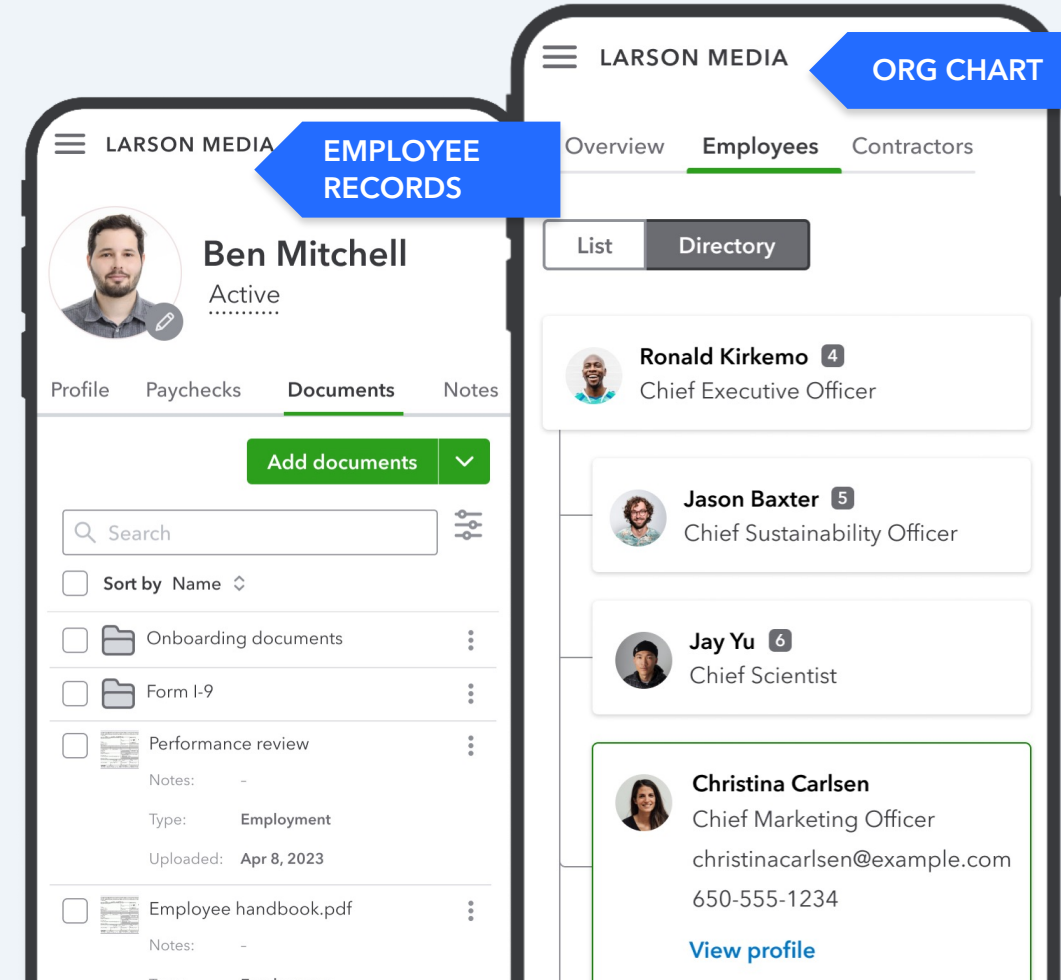 LARSON MEDIA
EMPLOYEE
RECORDS
Ben Mitchell
Active
Profile Paychecks Documents Notes
Add documents
Search
Sort by Name
Onboarding documents
Form I-9
Performance review
Notes: –
Type: Employment
Uploaded: Apr 8, 2023
Employee handbook.pdf
Notes: –
LARSON MEDIA
ORG CHART
Overview Employees Contractors
List Directory
Ronald Kirkemo 4
Chief Executive Officer
Jason Baxter 5
Chief Sustainability Officer
Jay Yu 6
Chief Scientist
Christina Carlsen
Chief Marketing Officer
christinacarlsen@example.com
650-555-1234
View profile